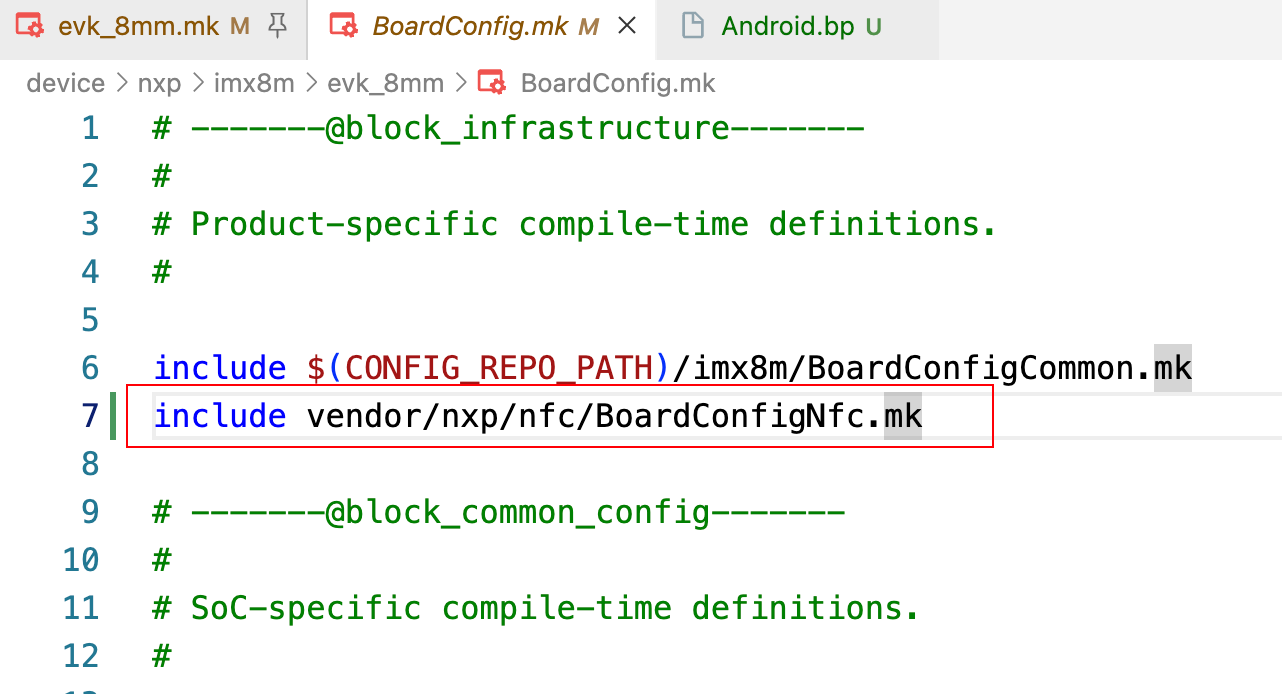 evk_8mm.mk M BoardConfig.mk M Android.bp U
device > nxp > imx8m > evk_8mm > BoardConfig.mk
1 # -------@block_infrastructure-------
2 #
3 # Product-specific compile-time definitions.
4 #
5
6 include $(CONFIG_REPO_PATH)/imx8m/BoardConfigCommon.mk
7 include vendor/nxp/nfc/BoardConfigNfc.mk
8
9 # -------@block_common_config-------
10 #
11 # SoC-specific compile-time definitions.
12 #